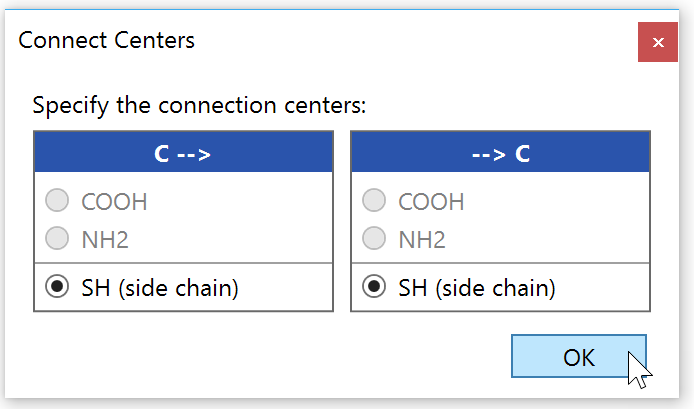 Connect Centers
×
Specify the connection centers:
C -->
COOH
NH2
SH (side chain)
--> C
COOH
NH2
SH (side chain)
OK